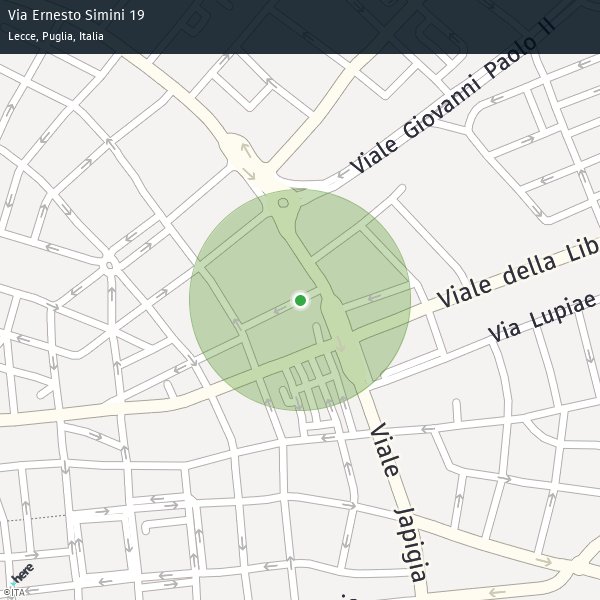 Via Ernesto Simini 19
Lecce, Puglia, Italia
Viale Giovanni Paolo II
Viale della Lib
Via Lupiae
Viale Japigia
here
©ITA